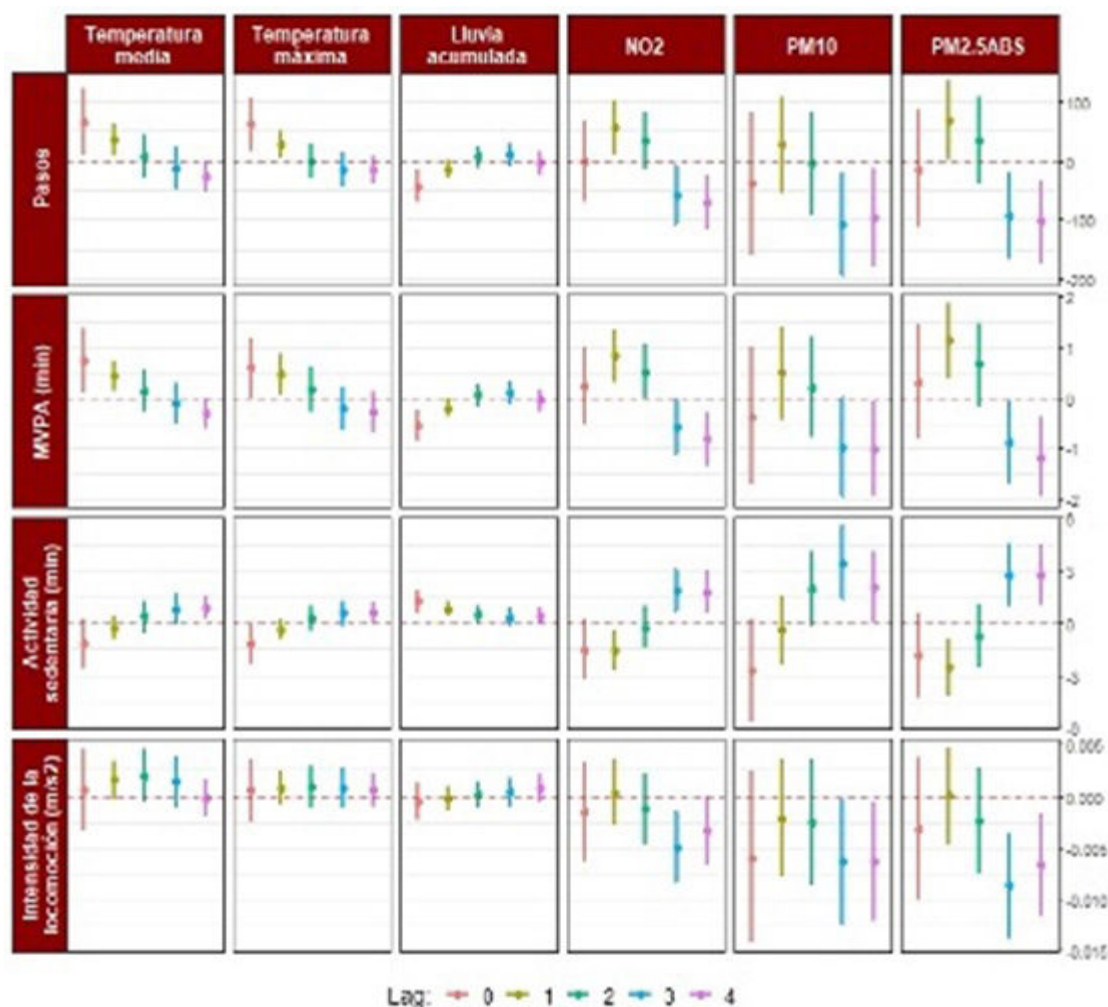 Temperatura
media
Temperatura
máxima
Lluvia
acumulada
NO2
PM10
PM2.5ABS
Pasos
100
0
-100
-200
MVPA (min)
2
1
0
-1
-2
Actividad
sedentaria (min)
0
Intensidad de la
locomoción (m/s2)
0.005
0.000
-0.005
-0.010
-0.015
Lag: 0 1 2 3 4